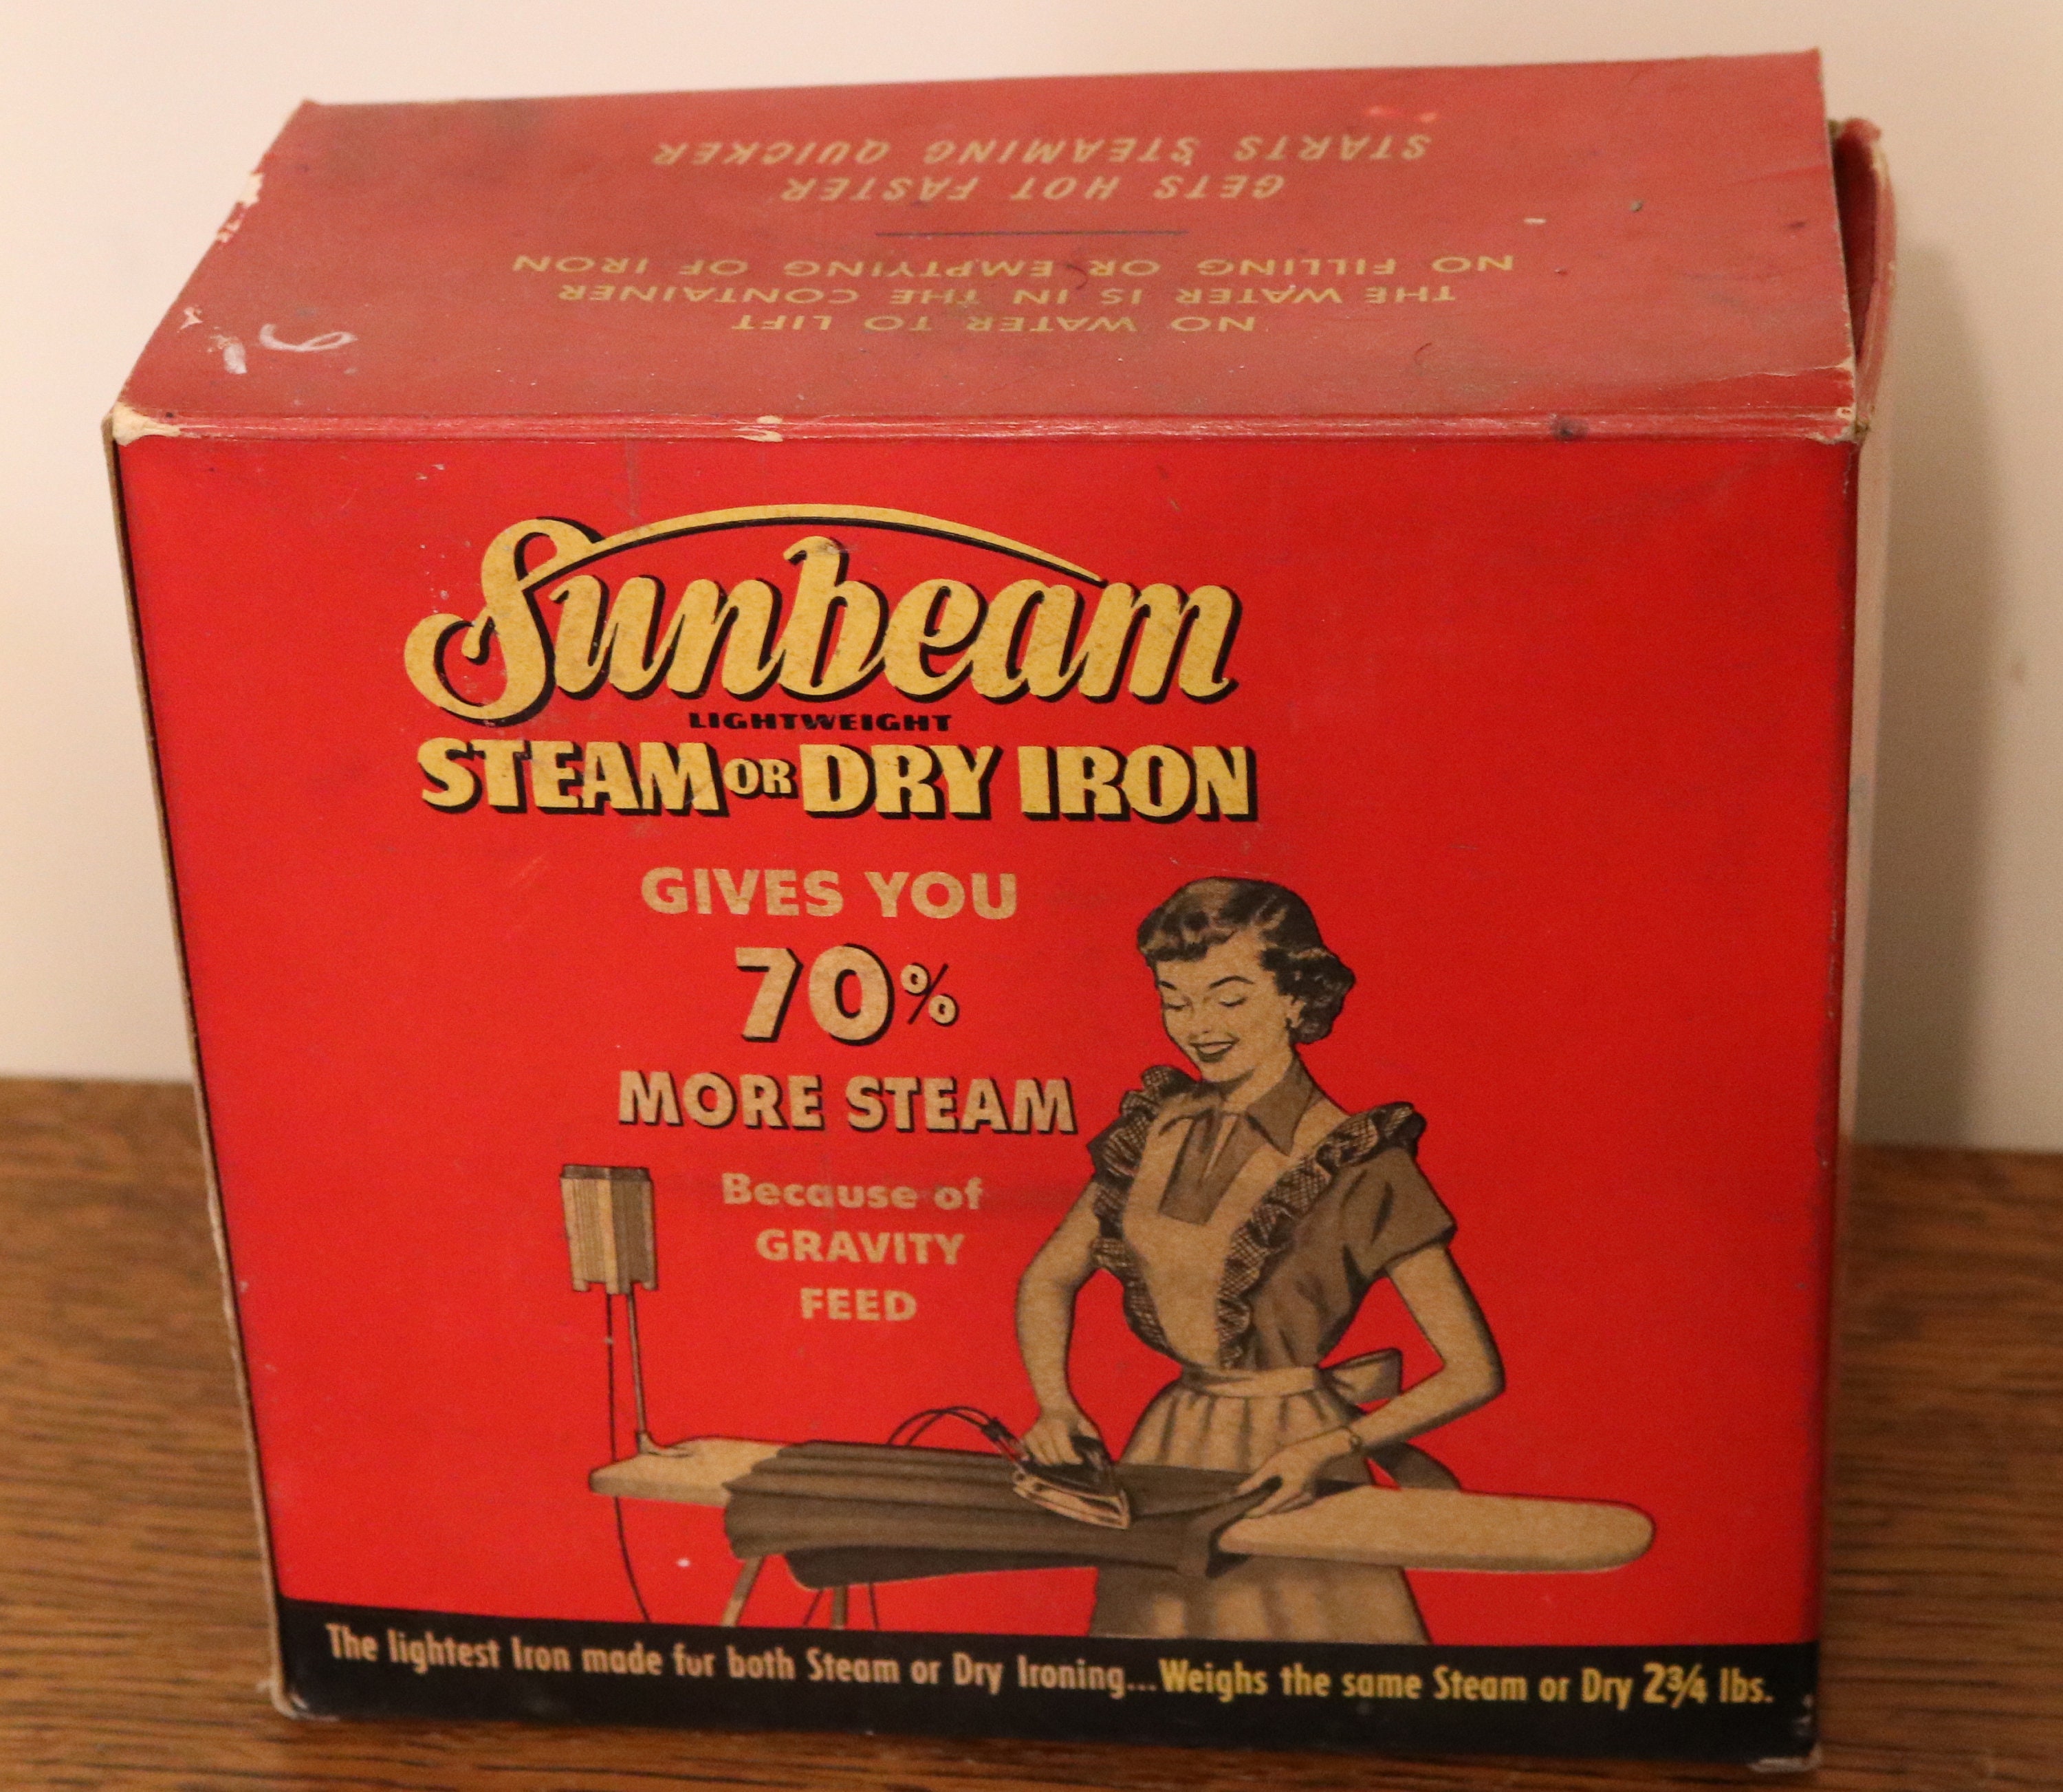 STARTS STEAMING QUICKER
GETS HOT FASTER
NO FILLING OR EMPTYING OF IRON
THE WATER IS IN THE CONTAINER
NO WATER TO LIFT
Sunbeam
LIGHTWEIGHT
STEAM OR DRY IRON
GIVES YOU
70%
MORE STEAM
Because of
GRAVITY
FEED
The lightest Iron made for both Steam or Dry Ironing...Weighs the same Steam or Dry 2¾ lbs.